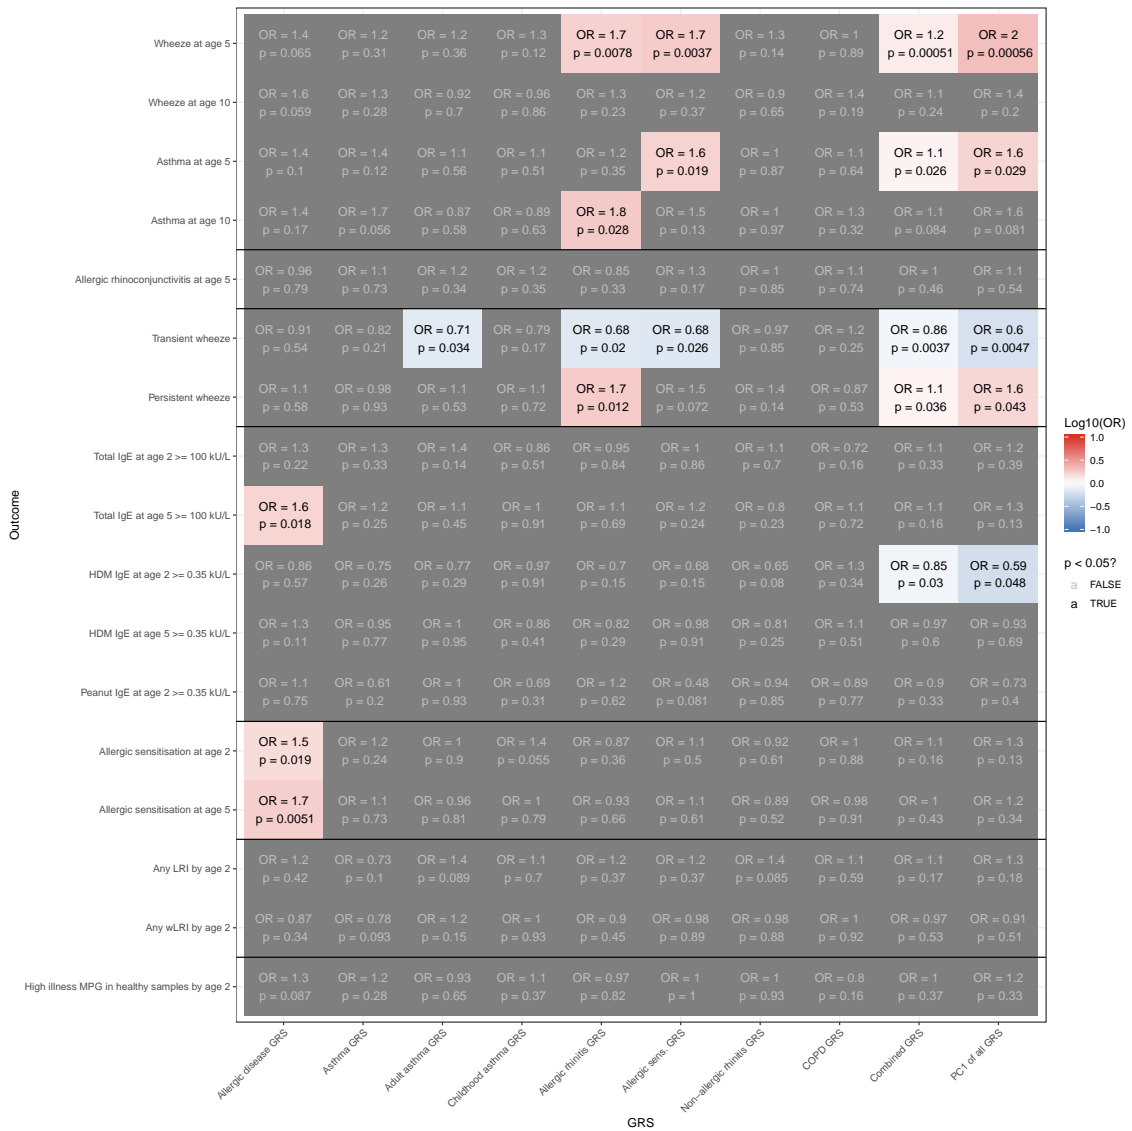 Wheeze at age 5
OR = 1.4 OR = 1.2 OR = 1.2 OR = 1.3 OR = 1.7 OR = 1.7 OR = 1.3 OR = 1 OR = 1.2 OR = 2
p = 0.065 p = 0.31 p = 0.36 p = 0.12 p = 0.0078 p = 0.0037 p = 0.14 p = 0.89 p = 0.00051 p = 0.00056
Wheeze at age 10
OR = 1.6 OR = 1.3 OR = 0.92 OR = 0.96 OR = 1.3 OR = 1.2 OR = 0.9 OR = 1.4 OR = 1.1 OR = 1.4
p = 0.059 p = 0.28 p = 0.7 p = 0.86 p = 0.23 p = 0.37 p = 0.65 p = 0.19 p = 0.24 p = 0.2
Asthma at age 5
OR = 1.4 OR = 1.4 OR = 1.1 OR = 1.1 OR = 1.2 OR = 1.6 OR = 1 OR = 1.1 OR = 1.1 OR = 1.6
p = 0.1 p = 0.12 p = 0.56 p = 0.51 p = 0.35 p = 0.019 p = 0.87 p = 0.64 p = 0.026 p = 0.029
Asthma at age 10
OR = 1.4 OR = 1.7 OR = 0.87 OR = 0.89 OR = 1.8 OR = 1.5 OR = 1 OR = 1.3 OR = 1.1 OR = 1.6
p = 0.17 p = 0.056 p = 0.58 p = 0.63 p = 0.028 p = 0.13 p = 0.97 p = 0.32 p = 0.084 p = 0.081
Allergic rhinoconjunctivitis at age 5
OR = 0.96 OR = 1.1 OR = 1.2 OR = 1.2 OR = 0.85 OR = 1.3 OR = 1 OR = 1.1 OR = 1 OR = 1.1
p = 0.79 p = 0.73 p = 0.34 p = 0.35 p = 0.33 p = 0.17 p = 0.85 p = 0.74 p = 0.46 p = 0.54
Transient wheeze
OR = 0.91 OR = 0.82 OR = 0.71 OR = 0.79 OR = 0.68 OR = 0.68 OR = 0.97 OR = 1.2 OR = 0.86 OR = 0.6
p = 0.54 p = 0.21 p = 0.034 p = 0.17 p = 0.02 p = 0.026 p = 0.85 p = 0.25 p = 0.0037 p = 0.0047
Persistent wheeze
OR = 1.1 OR = 0.98 OR = 1.1 OR = 1.1 OR = 1.7 OR = 1.5 OR = 1.4 OR = 0.87 OR = 1.1 OR = 1.6
p = 0.58 p = 0.93 p = 0.53 p = 0.72 p = 0.012 p = 0.072 p = 0.14 p = 0.53 p = 0.036 p = 0.043
Total IgE at age 2 >= 100 kU/L
OR = 1.3 OR = 1.3 OR = 1.4 OR = 0.86 OR = 0.95 OR = 1 OR = 1.1 OR = 0.72 OR = 1.1 OR = 1.2
p = 0.22 p = 0.33 p = 0.14 p = 0.51 p = 0.84 p = 0.86 p = 0.7 p = 0.16 p = 0.33 p = 0.39
Total IgE at age 5 >= 100 kU/L
OR = 1.6 OR = 1.2 OR = 1.1 OR = 1 OR = 1.1 OR = 1.2 OR = 0.8 OR = 1.1 OR = 1.1 OR = 1.3
p = 0.018 p = 0.25 p = 0.45 p = 0.91 p = 0.69 p = 0.24 p = 0.23 p = 0.72 p = 0.16 p = 0.13
HDM IgE at age 2 >= 0.35 kU/L
OR = 0.86 OR = 0.75 OR = 0.77 OR = 0.97 OR = 0.7 OR = 0.68 OR = 0.65 OR = 1.3 OR = 0.85 OR = 0.59
p = 0.57 p = 0.26 p = 0.29 p = 0.91 p = 0.15 p = 0.15 p = 0.08 p = 0.34 p = 0.03 p = 0.048
HDM IgE at age 5 >= 0.35 kU/L
OR = 1.3 OR = 0.95 OR = 1 OR = 0.86 OR = 0.82 OR = 0.98 OR = 0.81 OR = 1.1 OR = 0.97 OR = 0.93
p = 0.11 p = 0.77 p = 0.95 p = 0.41 p = 0.29 p = 0.91 p = 0.25 p = 0.51 p = 0.6 p = 0.69
Peanut IgE at age 2 >= 0.35 kU/L
OR = 1.1 OR = 0.61 OR = 1 OR = 0.69 OR = 1.2 OR = 0.48 OR = 0.94 OR = 0.89 OR = 0.9 OR = 0.73
p = 0.75 p = 0.2 p = 0.93 p = 0.31 p = 0.62 p = 0.081 p = 0.85 p = 0.77 p = 0.33 p = 0.4
Allergic sensitisation at age 2
OR = 1.5 OR = 1.2 OR = 1 OR = 1.4 OR = 0.87 OR = 1.1 OR = 0.92 OR = 1 OR = 1.1 OR = 1.3
p = 0.019 p = 0.24 p = 0.9 p = 0.055 p = 0.36 p = 0.5 p = 0.61 p = 0.88 p = 0.16 p = 0.13
Allergic sensitisation at age 5
OR = 1.7 OR = 1.1 OR = 0.96 OR = 1 OR = 0.93 OR = 1.1 OR = 0.89 OR = 0.98 OR = 1 OR = 1.2
p = 0.0051 p = 0.73 p = 0.81 p = 0.79 p = 0.66 p = 0.61 p = 0.52 p = 0.91 p = 0.43 p = 0.34
Any LRI by age 2
OR = 1.2 OR = 0.73 OR = 1.4 OR = 1.1 OR = 1.2 OR = 1.2 OR = 1.4 OR = 1.1 OR = 1.1 OR = 1.3
p = 0.42 p = 0.1 p = 0.089 p = 0.7 p = 0.37 p = 0.37 p = 0.085 p = 0.59 p = 0.17 p = 0.18
Any wLRI by age 2
OR = 0.87 OR = 0.78 OR = 1.2 OR = 1 OR = 0.9 OR = 0.98 OR = 0.98 OR = 1 OR = 0.97 OR = 0.91
p = 0.34 p = 0.093 p = 0.15 p = 0.93 p = 0.45 p = 0.89 p = 0.88 p = 0.92 p = 0.53 p = 0.51
High illness MPG in healthy samples by age 2
OR = 1.3 OR = 1.2 OR = 0.93 OR = 1.1 OR = 0.97 OR = 1 OR = 1 OR = 0.8 OR = 1 OR = 1.2
p = 0.087 p = 0.28 p = 0.65 p = 0.37 p = 0.82 p = 1 p = 0.93 p = 0.16 p = 0.37 p = 0.33
Outcome
Allergic disease GRS
Asthma GRS
Adult asthma GRS
Childhood asthma GRS
Allergic rhinitis GRS
Allergic sens. GRS
Non−allergic rhinitis GRS
COPD GRS
Combined GRS
PC1 of all GRS
GRS
Log10(OR)
1.0
0.5
0.0
−0.5
−1.0
p < 0.05?
a FALSE
a TRUE